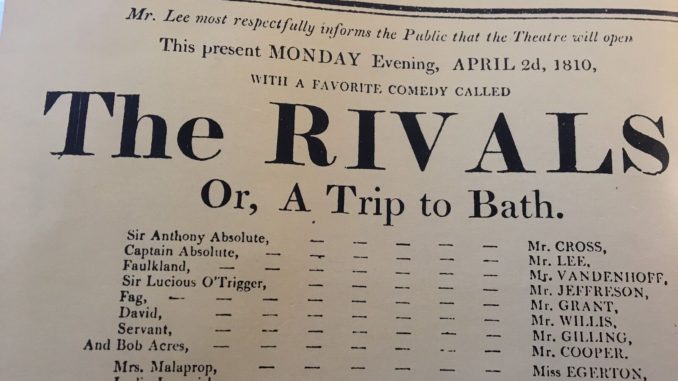 Mr. Lee most respectfully informs the Public that the Theatre will open
This present MONDAY Evening, APRIL 2d, 1810,
WITH A FAVORITE COMEDY CALLED
The RIVALS
Or, A Trip to Bath.
Sir Anthony Absolute, — — — — — — Mr. CROSS,
Captain Absolute, — — — — — — Mr. LEE,
Faulkland, — — — — — — — — Mr. VANDENHOFF,
Sir Lucious O'Trigger, — — — — — — Mr. JEFFRESON,
Fag, — — — — — — — — Mr. GRANT,
David, — — — — — — — Mr. WILLIS,
Servant, — — — — — — — Mr. GILLING,
And Bob Acres, — — — — — — — Mr. COOPER.
Mrs. Malaprop, — — — — — — — Miss EGERTON,